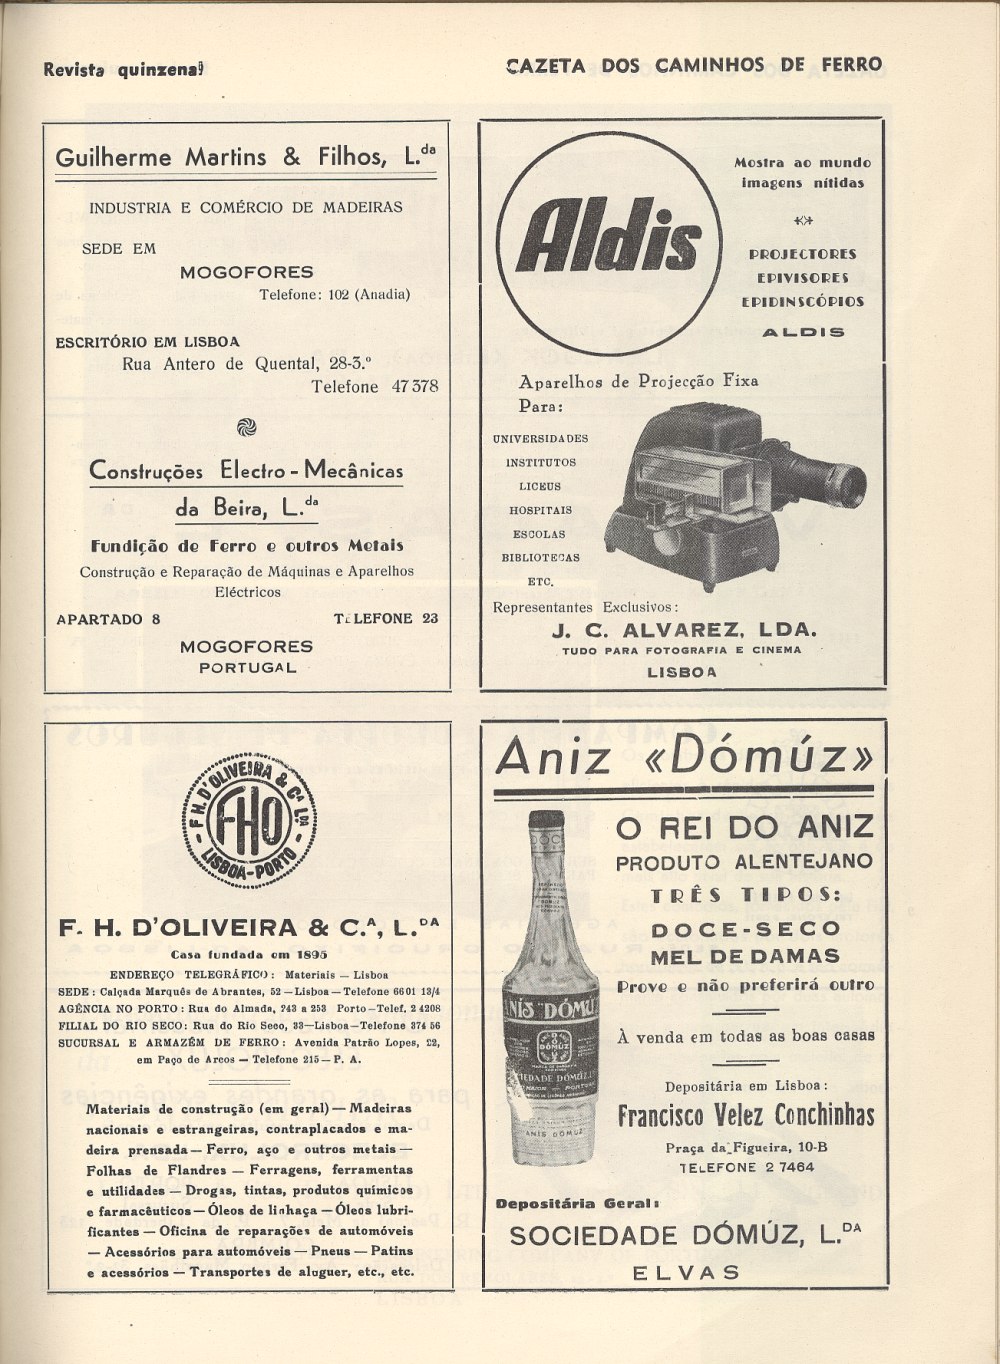 Revista quinzenal
GAZETA DOS CAMINHOS DE FERRO
Guilherme Martins & Filhos, L.da
INDUSTRIA E COMÉRCIO DE MADEIRAS
SEDE EM
MOGOFORES
Telefone: 102 (Anadia)
ESCRITÓRIO EM LISBOA
Rua Antero de Quental, 28-3.º
Telefone 47378
Construções Electro-Mecânicas
da Beira, L.da
Fundição de Ferro e outros Metais
Construção e Reparação de Máquinas e Aparelhos
Eléctricos
APARTADO 8 TELEFONE 23
MOGOFORES
PORTUGAL
Aldis
Mostra ao mundo
imagens nítidas
PROJECTORES
EPIVISORES
EPIDINSCÓPIOS
ALDIS
Aparelhos de Projecção Fixa
Para:
UNIVERSIDADES
INSTITUTOS
LICEUS
HOSPITAIS
ESCOLAS
BIBLIOTECAS
ETC.
Representantes Exclusivos:
J. C. ALVAREZ, LDA.
TUDO PARA FOTOGRAFIA E CINEMA
LISBOA
F. H. D'OLIVEIRA & C.ª L.DA
FHO
LISBOA-PORTO
F. H. D'OLIVEIRA & C.A, L.DA
Casa fundada em 1895
ENDEREÇO TELEGRÁFICO: Materiais — Lisboa
SEDE: Calçada Marquês de Abrantes, 52 — Lisboa — Telefone 6601 13/4
AGÊNCIA NO PORTO: Rua do Almada, 243 a 253 Porto — Telef. 24208
FILIAL DO RIO SECO: Rua do Rio Seco, 33 — Lisboa — Telefone 37456
SUCURSAL E ARMAZÉM DE FERRO: Avenida Patrão Lopes, 22,
em Paço de Arcos — Telefone 215 — P. A.
Materiais de construção (em geral) — Madeiras
nacionais e estrangeiras, contraplacados e ma-
deira prensada — Ferro, aço e outros metais —
Folhas de Flandres — Ferragens, ferramentas
e utilidades — Drogas, tintas, produtos químicos
e farmacêuticos — Óleos de linhaça — Óleos lubri-
ficantes — Oficina de reparações de automóveis
— Acessórios para automóveis — Pneus — Patins
e acessórios — Transportes de aluguer, etc., etc.
Aniz «Dómúz»
O REI DO ANIZ
PRODUTO ALENTEJANO
TRÊS TIPOS:
DOCE-SECO
MEL DE DAMAS
Prove e não preferirá outro
À venda em todas as boas casas
Depositária em Lisboa:
Francisco Velez Conchinhas
Praça da Figueira, 10-B
TELEFONE 2 7464
ANÍS DÓMÚZ
DÓMÚZ
ANIS DÓMUZ
Depositária Geral:
SOCIEDADE DÓMÚZ, L.DA
ELVAS